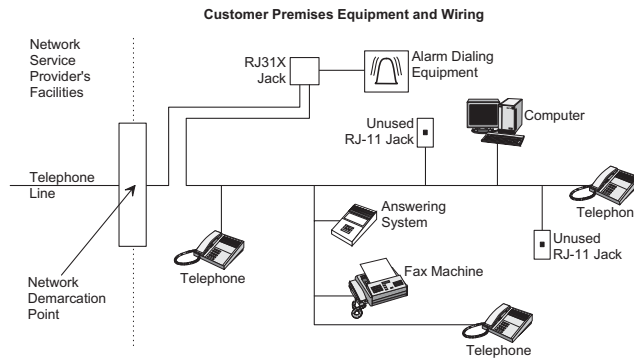 Customer Premises Equipment and Wiring
Network
Service
Provider's
Facilities
RJ31X
Jack
Alarm Dialing
Equipment
Unused
RJ-11 Jack
Computer
Telephone
Line
Answering
System
Telephon
Telephone
Unused
RJ-11 Jack
Fax Machine
Network
Demarcation
Point
Telephone